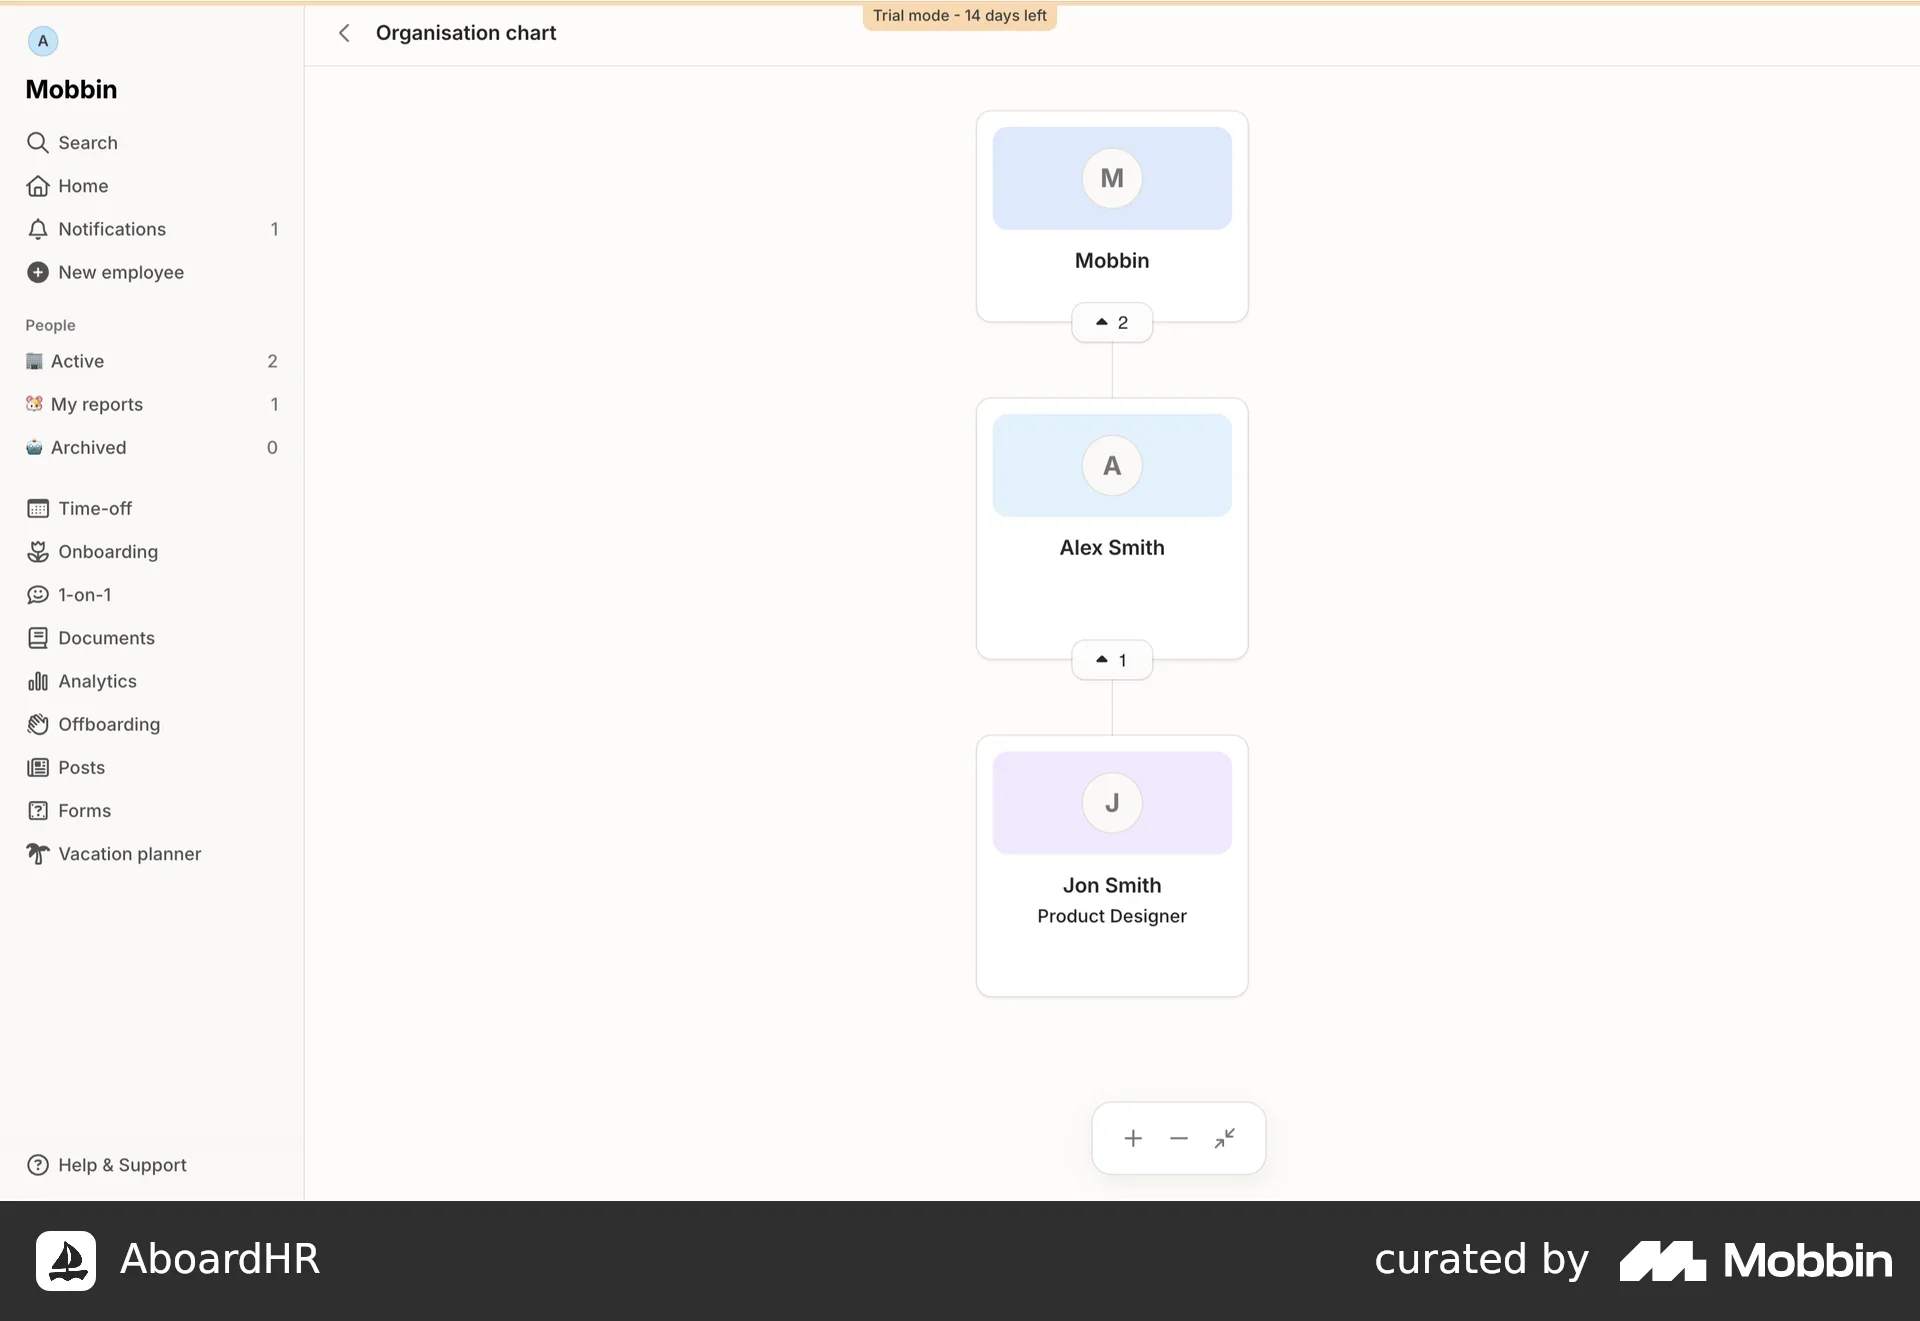 Trial mode - 14 days left
A
Mobbin
Search
Home
Notifications 1
New employee
People
Active 2
My reports 1
Archived 0
Time-off
Onboarding
1-on-1
Documents
Analytics
Offboarding
Posts
Forms
Vacation planner
Help & Support
Organisation chart
M
Mobbin
2
A
Alex Smith
1
J
Jon Smith
Product Designer
AboardHR
curated by Mobbin